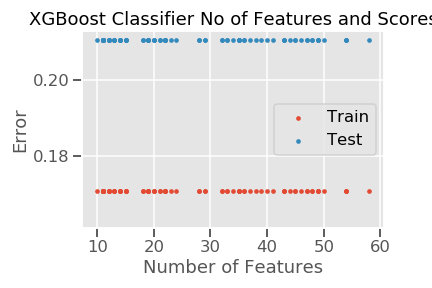 XGBoost Classifier No of Features and Scores
0.20
0.18
Error
Train
Test
10 20 30 40 50 60
Number of Features